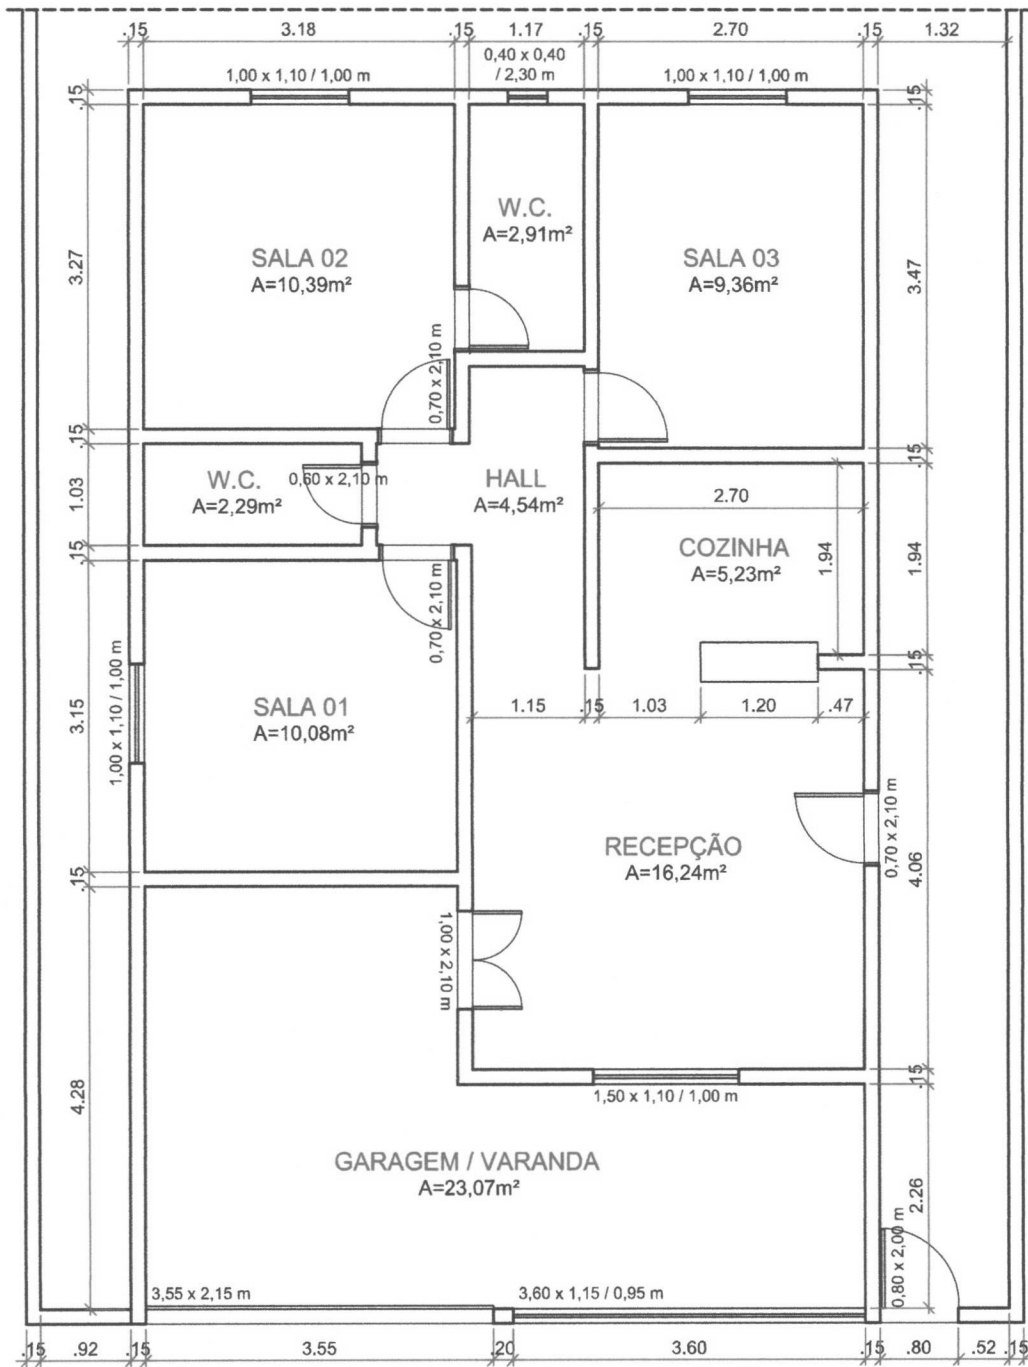 .15 3.18 .15 1.17 .15 2.70 .15 1.32
0,40 x 0,40
/ 2,30 m
1,00 x 1,10 / 1,00 m
1,00 x 1,10 / 1,00 m
.15
.15
W.C.
A=2,91m²
SALA 02
A=10,39m²
SALA 03
A=9,36m²
3.27
3.47
0,70 x 2,10 m
.15
.15
W.C.
A=2,29m²
0,60 x 2,10 m
HALL
A=4,54m²
1.03
2.70
COZINHA
A=5,23m²
1.94
1.94
.15
0,70 x 2,10 m
.15
1,00 x 1,10 / 1,00 m
3.15
SALA 01
A=10,08m²
1.15 .15 1.03 1.20 .47
RECEPÇÃO
A=16,24m²
0,70 x 2,10 m
4.06
.15
1,00 x 2,10 m
4.28
.15
1,50 x 1,10 / 1,00 m
GARAGEM / VARANDA
A=23,07m²
2.26
0,80 x 2,00 m
3,55 x 2,15 m
3,60 x 1,15 / 0,95 m
.15 .92 .15 3.55 .20 3.60 .15 .80 .52 .15